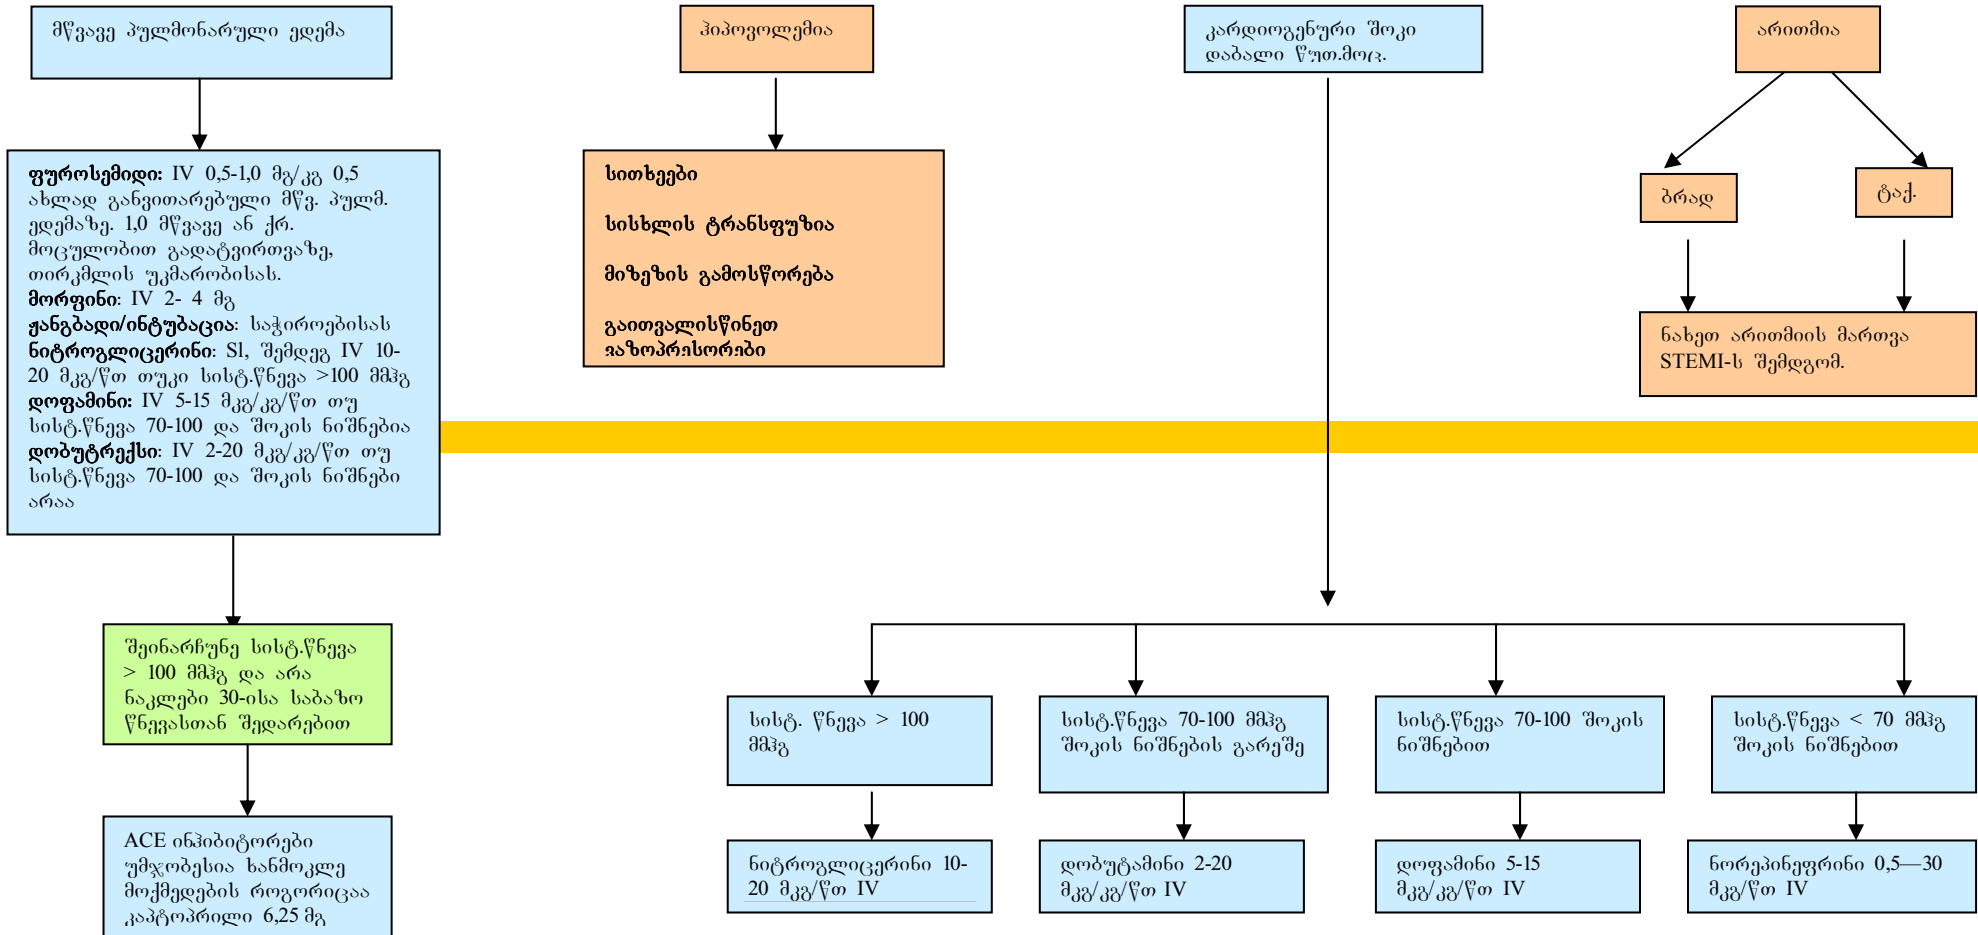 მწვავე პულმონარული ედემა
ჰიპოვოლემია
კარდიოგენური შოკი
დაბალი წუთ.მოც.
არითმია
ფუროსემიდი: IV 0,5-1,0 მგ/კგ 0,5
ახლად განვითარებული მწვ. პულმ.
ედემაზე. 1,0 მწვავე ან ქრ.
მოცულობით გადატვირთვაზე,
თირკმლის უკმარობისას.
მორფინი: IV 2- 4 მგ
ჟანგბადი/ინტუბაცია: საჭიროებისას
ნიტროგლიცერინი: Sl, შემდეგ IV 10-
20 მკგ/წთ თუკი სისტ.წნევა >100 მმჰგ
დოფამინი: IV 5-15 მკგ/კგ/წთ თუ
სისტ.წნევა 70-100 და შოკის ნიშნებია
დობუტრექსი: IV 2-20 მკგ/კგ/წთ თუ
სისტ.წნევა 70-100 და შოკის ნიშნები
არაა
სითხეები
სისხლის ტრანსფუზია
მიზეზის გამოსწორება
გაითვალისწინეთ
ვაზოპრესორები
ბრად
ტაქ.
ნახეთ არითმიის მართვა
STEMI-ს შემდგომ.
შეინარჩუნე სისტ.წნევა
> 100 მმჰგ და არა
ნაკლები 30-ისა საბაზო
წნევასთან შედარებით
ACE ინჰიბიტორები
უმჯობესია ხანმოკლე
მოქმედების როგორიცაა
კაპტოპრილი 6,25 მგ
სისტ. წნევა > 100
მმჰგ
სისტ.წნევა 70-100 მმჰგ
შოკის ნიშნების გარეშე
სისტ.წნევა 70-100 შოკის
ნიშნებით
სისტ.წნევა < 70 მმჰგ
შოკის ნიშნებით
ნიტროგლიცერინი 10-
20 მკგ/წთ IV
დობუტამინი 2-20
მკგ/კგ/წთ IV
დოფამინი 5-15
მკგ/კგ/წთ IV
ნორეპინეფრინი 0,5—30
მკგ/წთ IV